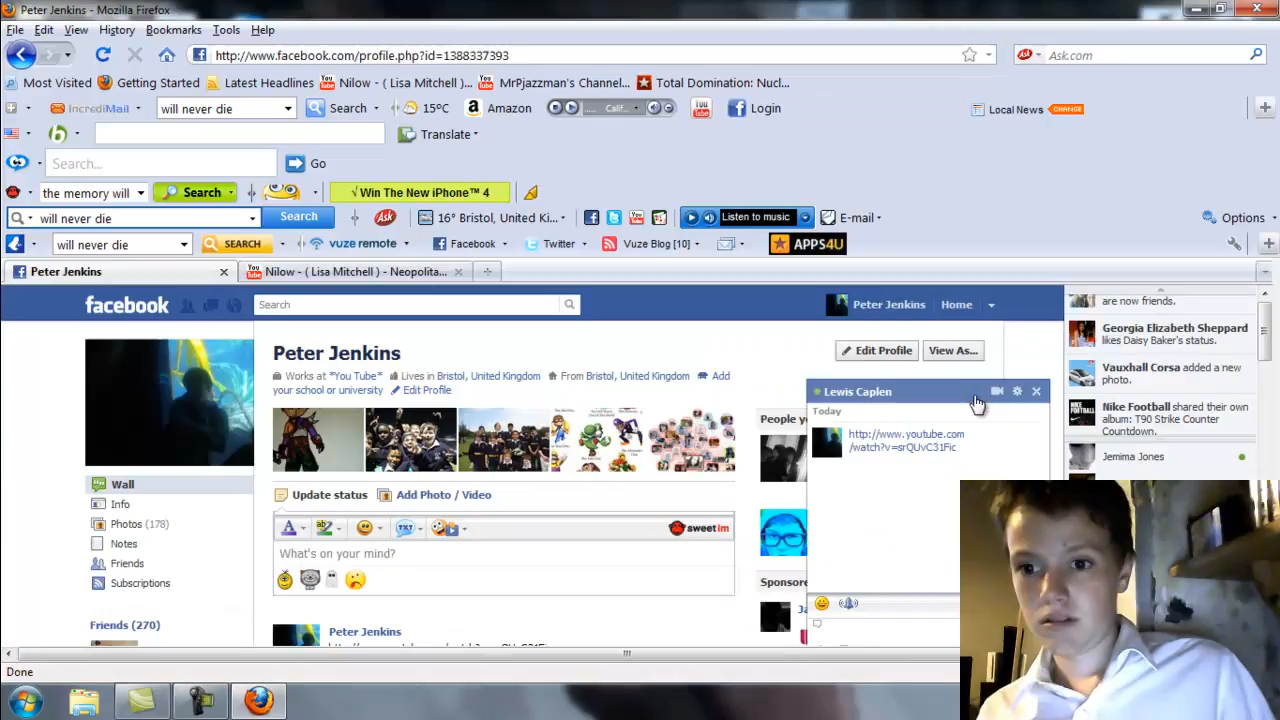 Peter Jenkins - Mozilla Firefox
File Edit View History Bookmarks Tools Help
http://www.facebook.com/profile.php?id=1388337393
Ask Ask.com
Most Visited Getting Started Latest Headlines Nilow - ( Lisa Mitchell )... MrPjazzman's Channel... Total Domination: Nucl...
IncrediMail will never die Search 15ºC Amazon Calif... Login Local News CHANGE
Translate
Search... Go
the memory will Search √ Win The New iPhone™ 4
will never die Search Ask 16° Bristol, United Ki... Listen to music E-mail Options
will never die SEARCH vuze remote Facebook Twitter Vuze Blog [10] APPS4U
Peter Jenkins Nilow - ( Lisa Mitchell ) - Neopolita...
facebook Search Peter Jenkins Home
are now friends.
Georgia Elizabeth Sheppard likes Daisy Baker's status.
Vauxhall Corsa added a new photo.
Nike Football shared their own album: T90 Strike Counter Countdown.
Jemima Jones
Peter Jenkins
Edit Profile View As...
Works at *You Tube* Lives in Bristol, United Kingdom From Bristol, United Kingdom Add
your school or university Edit Profile
People yo
Lewis Caplen
Today
http://www.youtube.com
/watch?v=srQUvC31Fic
Wall
Info
Photos (178)
Notes
Friends
Subscriptions
Friends (270)
Update status Add Photo / Video
TXT sweetim
What's on your mind?
Sponsore
Ja
Peter Jenkins
Done